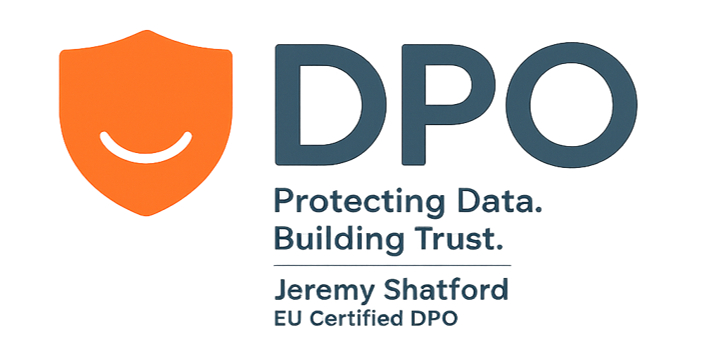 DPO
Protecting Data.
Building Trust.
Jeremy Shatford
EU Certified DPO